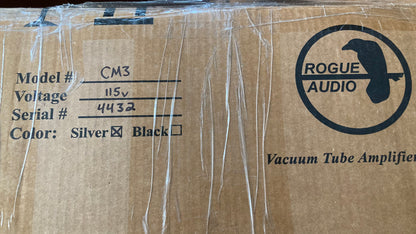 Model # CM3
Voltage 115v
Serial # 4432
Color: Silver☒ Black☐
ROGUE
AUDIO
Vacuum Tube Amplifier